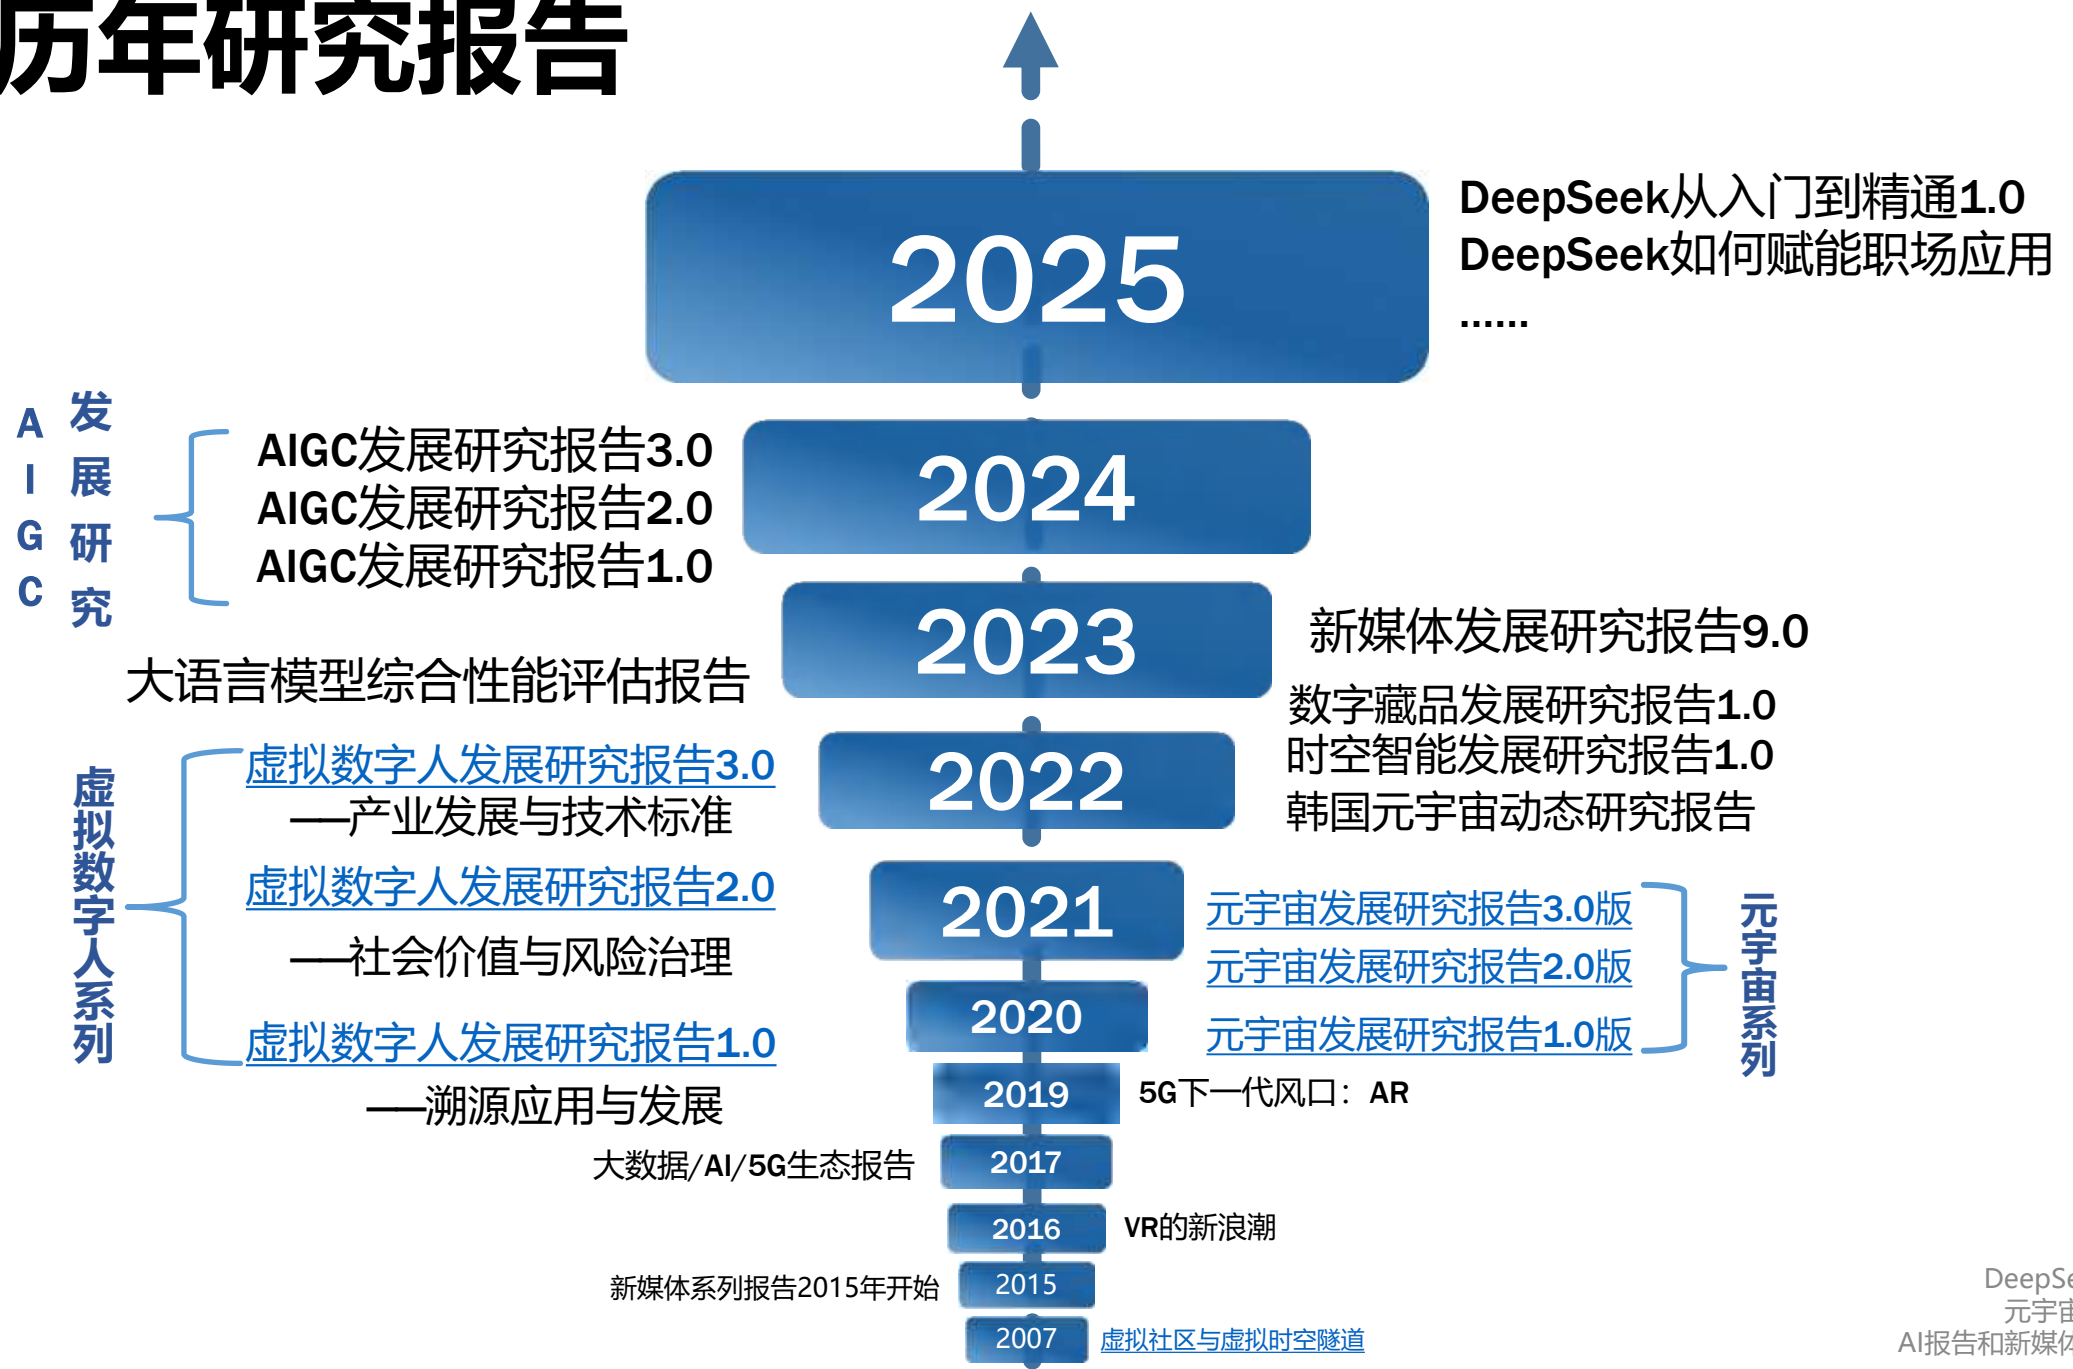 历年研究报告
2025
DeepSeek从入门到精通1.0
DeepSeek如何赋能职场应用
......
AIGC
发展研究
AIGC发展研究报告3.0
AIGC发展研究报告2.0
AIGC发展研究报告1.0
2024
2023
新媒体发展研究报告9.0
大语言模型综合性能评估报告
数字藏品发展研究报告1.0
时空智能发展研究报告1.0
韩国元宇宙动态研究报告
2022
虚拟数字人系列
虚拟数字人发展研究报告3.0
——产业发展与技术标准
虚拟数字人发展研究报告2.0
——社会价值与风险治理
虚拟数字人发展研究报告1.0
——溯源应用与发展
2021
元宇宙发展研究报告3.0版
元宇宙发展研究报告2.0版
元宇宙发展研究报告1.0版
元宇宙系列
2020
2019
5G下一代风口：AR
大数据/AI/5G生态报告
2017
2016
VR的新浪潮
新媒体系列报告2015年开始
2015
2007
虚拟社区与虚拟时空隧道
DeepSe
元宇宙
AI报告和新媒体